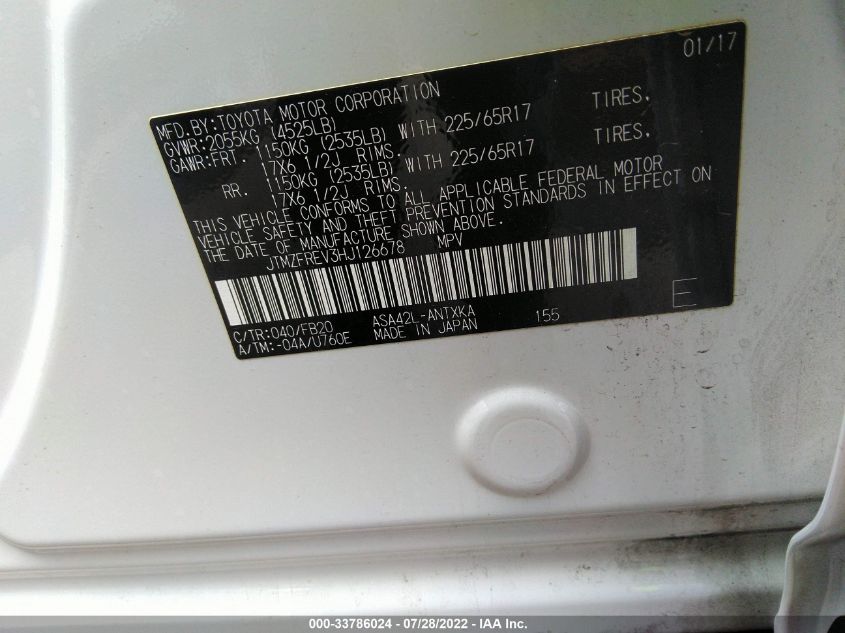 01/17
MFD.BY:TOYOTA MOTOR CORPORATION
GVWR:2055KG (4525LB)
GAWR:FRT. 1150KG (2535LB) WITH 225/65R17 TIRES,
17X6 1/2J RIMS.
RR. 1150KG (2535LB) WITH 225/65R17 TIRES,
17X6 1/2J RIMS.
THIS VEHICLE CONFORMS TO ALL APPLICABLE FEDERAL MOTOR
VEHICLE SAFETY AND THEFT PREVENTION STANDARDS IN EFFECT ON
THE DATE OF MANUFACTURE SHOWN ABOVE.
JTMZFREV3HJ126678 MPV
C/TR:040/FB20 ASA42L-ANTXKA 155 E
A/TM:-04A/U760E MADE IN JAPAN
000-33786024 - 07/28/2022 - IAA Inc.